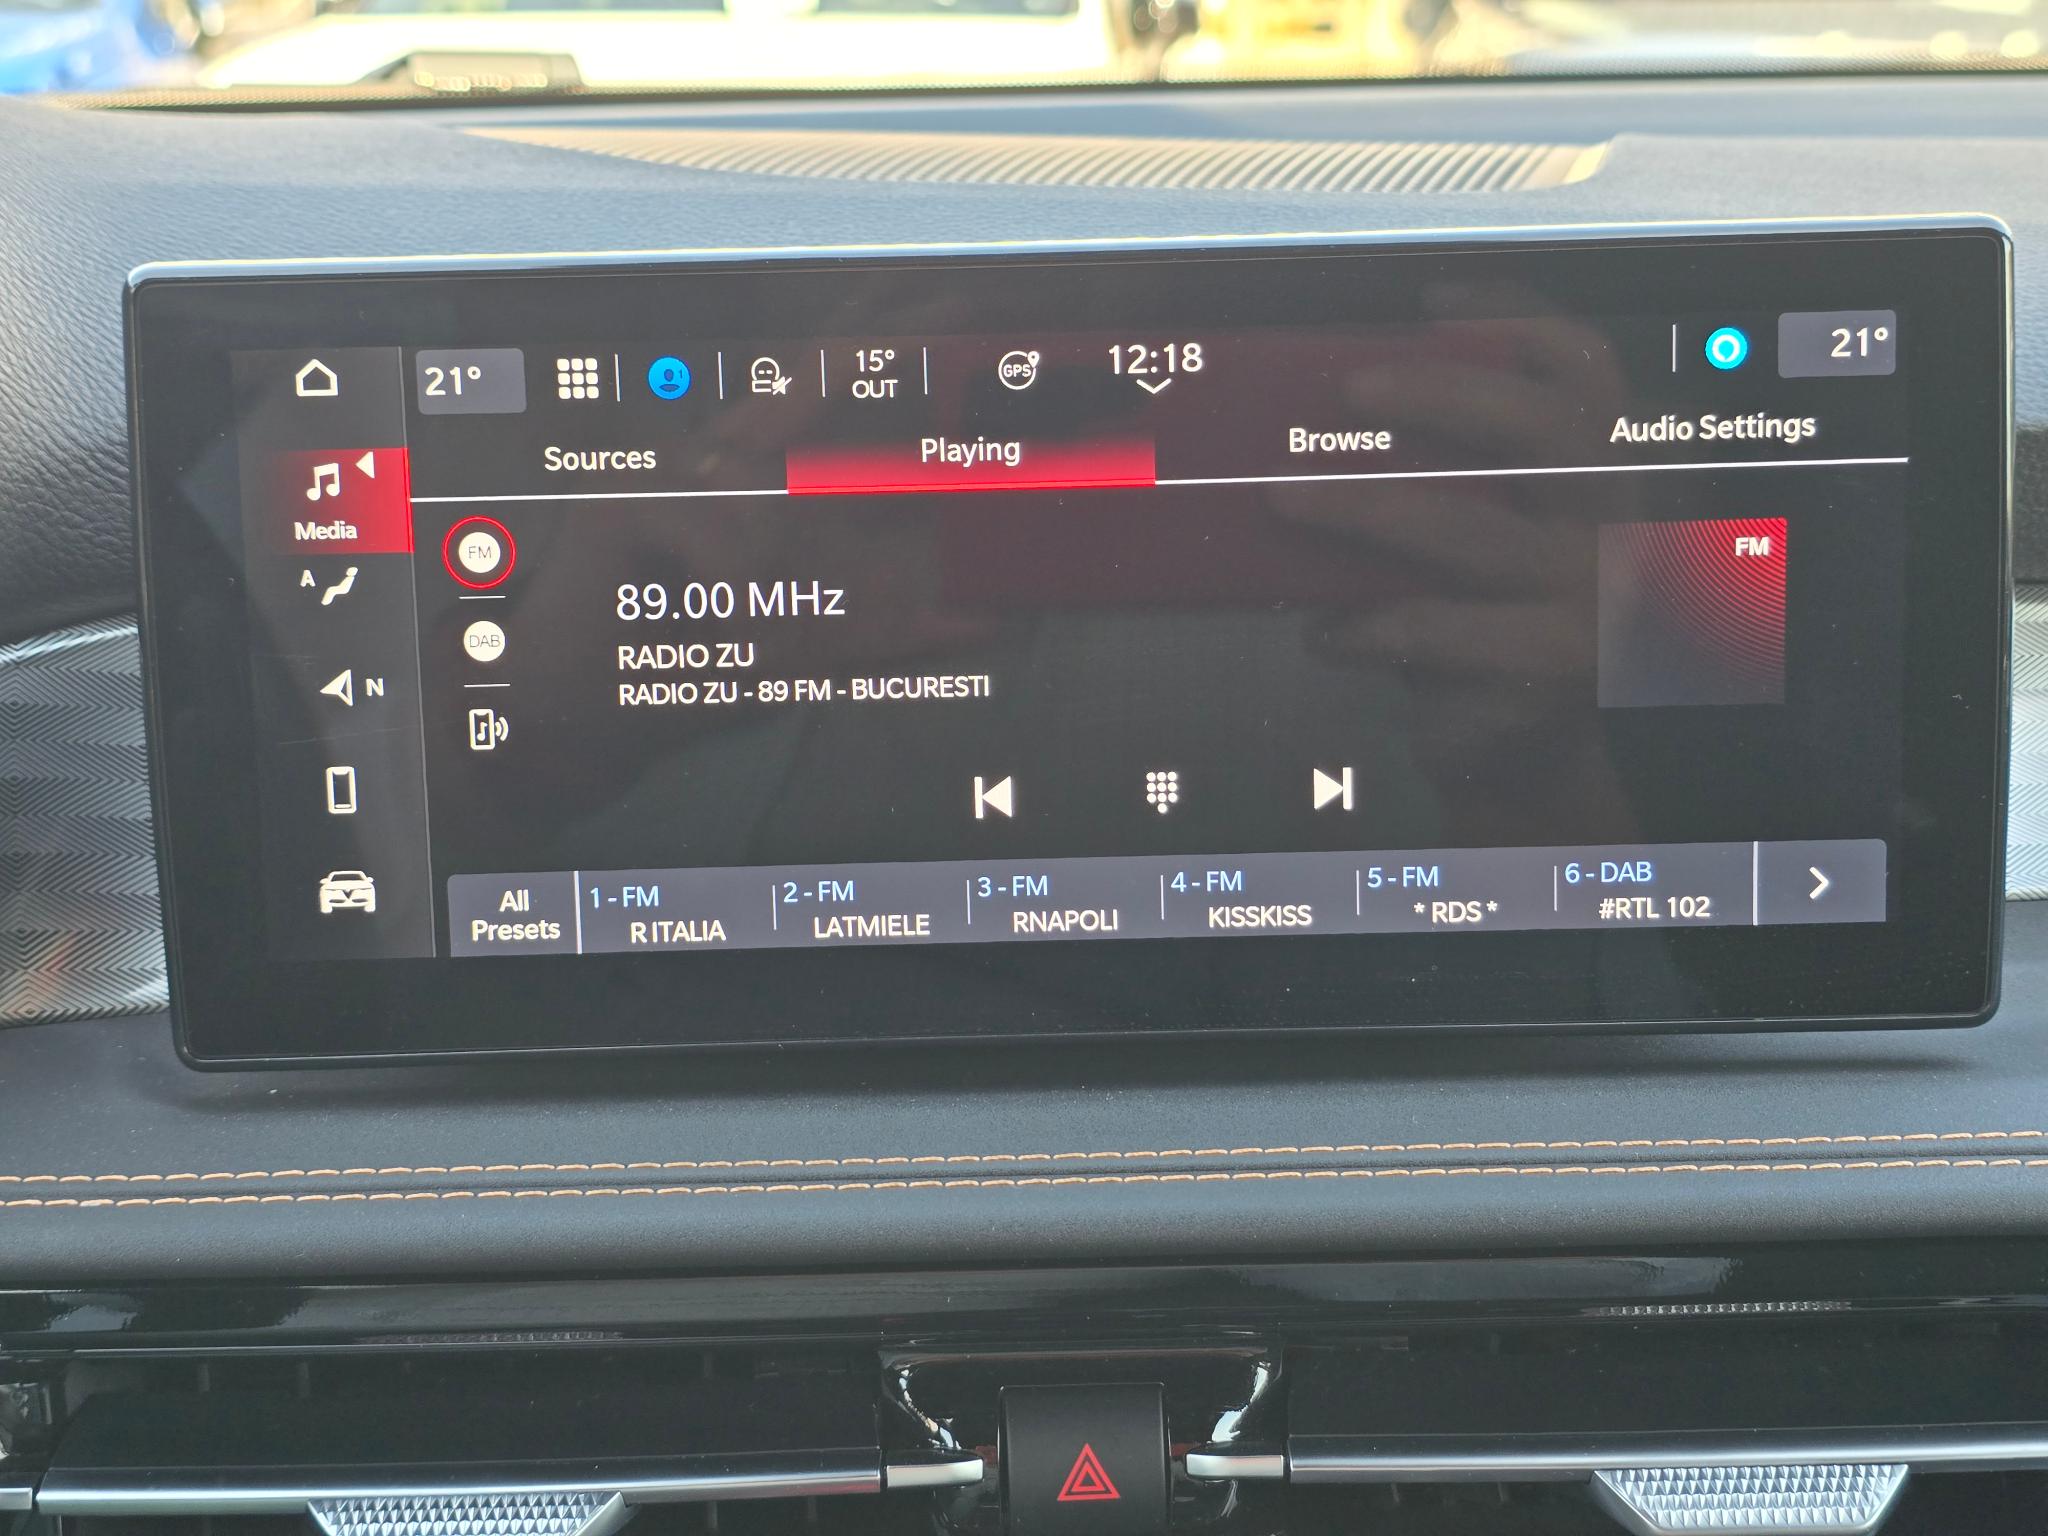 21°
1
15°
OUT
GPS
12:18
21°
Sources
Playing
Browse
Audio Settings
Media
A
N
FM
DAB
89.00 MHz
RADIO ZU
RADIO ZU - 89 FM - BUCURESTI
FM
All
Presets
1 - FM
R ITALIA
2 - FM
LATMIELE
3 - FM
RNAPOLI
4 - FM
KISSKISS
5 - FM
* RDS *
6 - DAB
#RTL 102